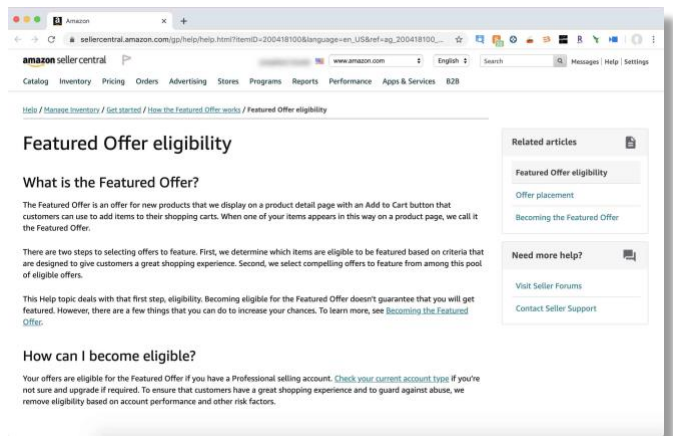 Amazon
sellercentral.amazon.com/gp/help/help.html?itemID=200418100&language=en_US&ref=ag_200418100_...
amazon seller central
www.amazon.com
English
Search
Messages | Help | Settings
Catalog Inventory Pricing Orders Advertising Stores Programs Reports Performance Apps & Services B2B
Help / Manage Inventory / Get started / How the Featured Offer works / Featured Offer eligibility
Featured Offer eligibility
What is the Featured Offer?
The Featured Offer is an offer for new products that we display on a product detail page with an Add to Cart button that
customers can use to add items to their shopping carts. When one of your items appears in this way on a product page, we call it
the Featured Offer.
There are two steps to selecting offers to feature. First, we determine which items are eligible to be featured based on criteria that
are designed to give customers a great shopping experience. Second, we select compelling offers to feature from among this pool
of eligible offers.
This Help topic deals with that first step, eligibility. Becoming eligible for the Featured Offer doesn't guarantee that you will get
featured. However, there are a few things that you can do to increase your chances. To learn more, see Becoming the Featured
Offer.
How can I become eligible?
Your offers are eligible for the Featured Offer if you have a Professional selling account. Check your current account type if you're
not sure and upgrade if required. To ensure that customers have a great shopping experience and to guard against abuse, we
remove eligibility based on account performance and other risk factors.
Related articles
Featured Offer eligibility
Offer placement
Becoming the Featured Offer
Need more help?
Visit Seller Forums
Contact Seller Support